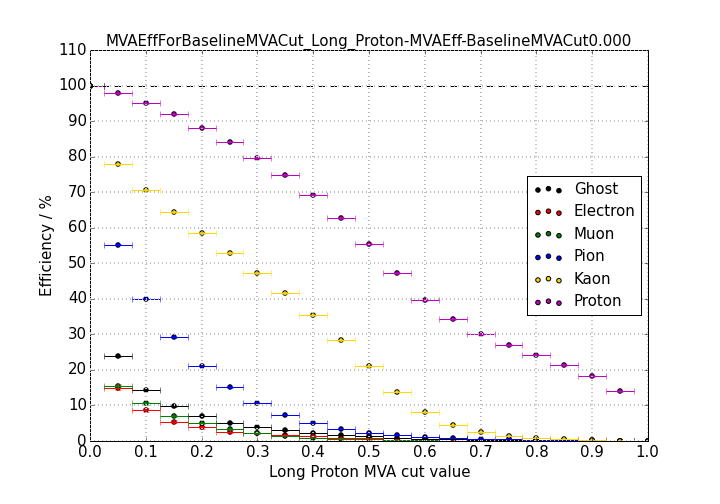 MVAEffForBaselineMVACut_Long_Proton-MVAEff-BaselineMVACut0.000
110
100
90
80
70
60
50
40
30
20
10
0
Efficiency / %
Ghost
Electron
Muon
Pion
Kaon
Proton
0.0 0.1 0.2 0.3 0.4 0.5 0.6 0.7 0.8 0.9 1.0
Long Proton MVA cut value